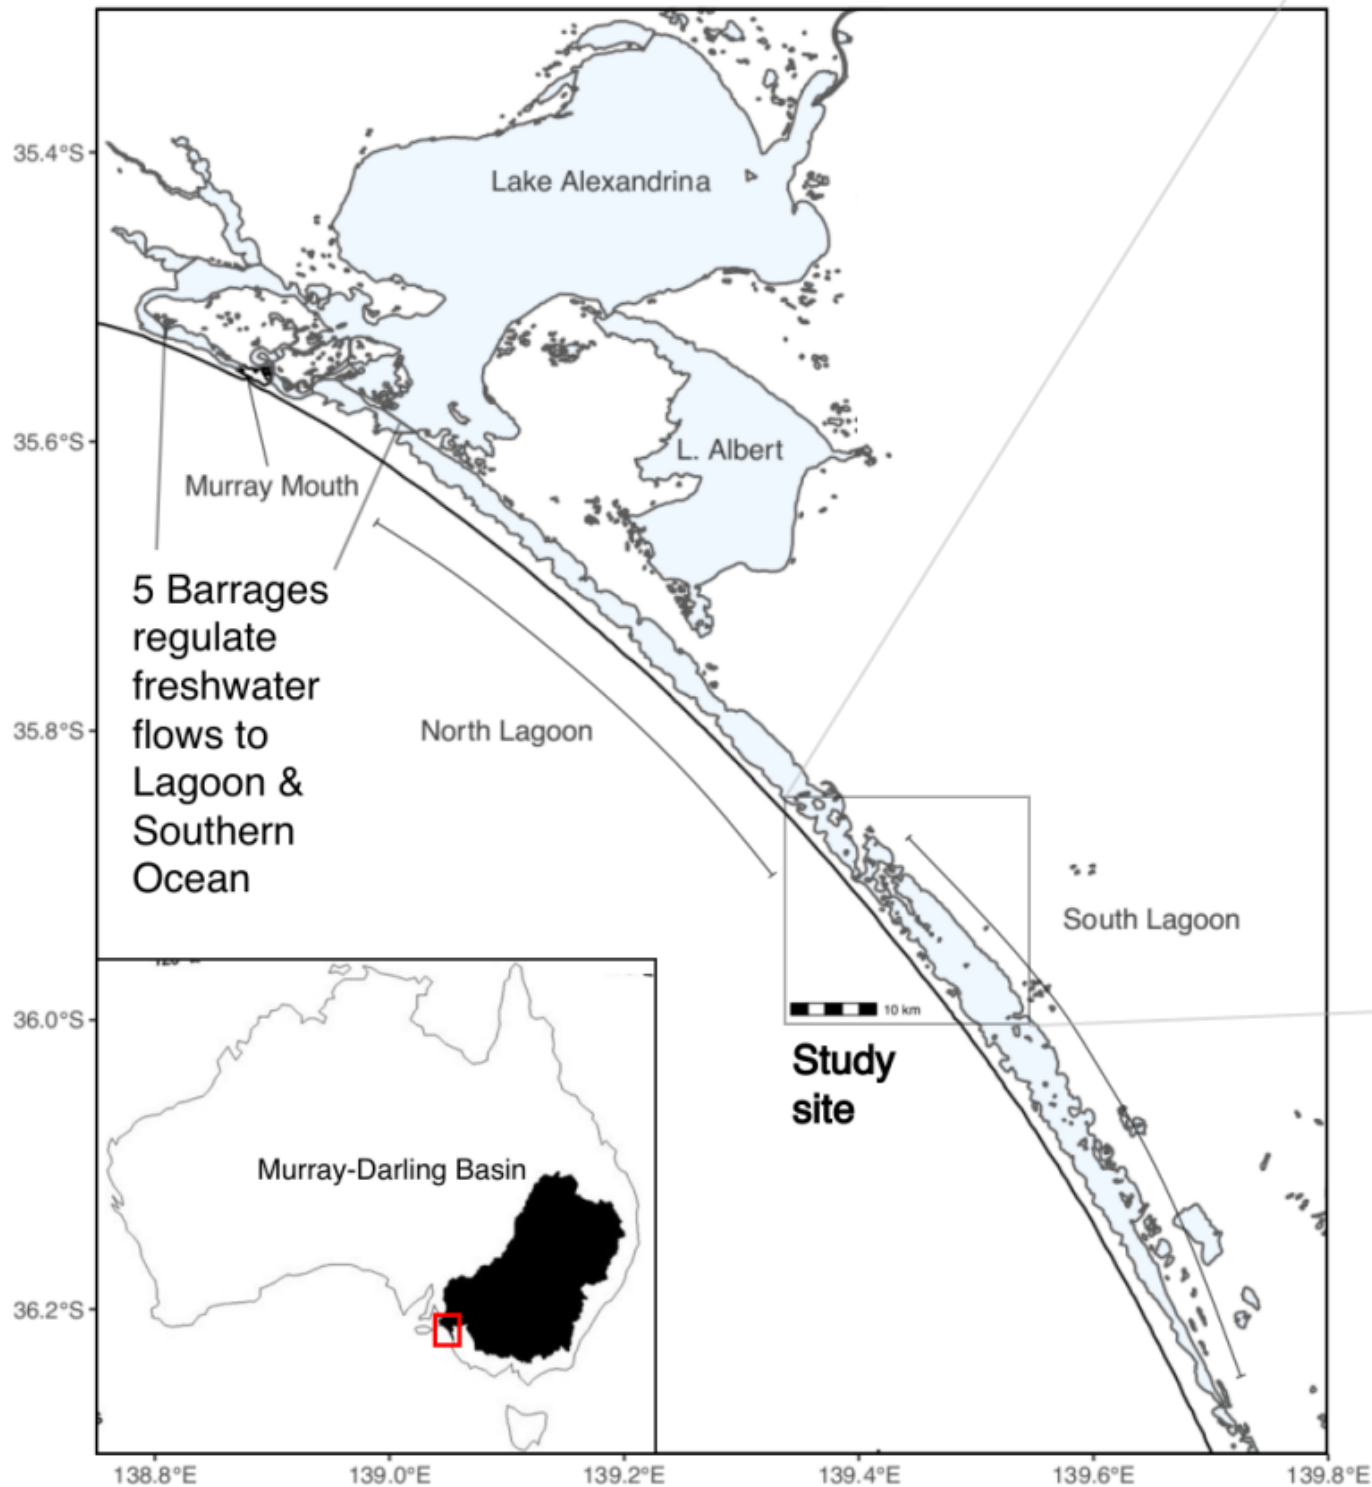 35.4°S
35.6°S
35.8°S
36.0°S
36.2°S
Lake Alexandrina
L. Albert
Murray Mouth
5 Barrages
regulate
freshwater
flows to
Lagoon &
Southern
Ocean
North Lagoon
South Lagoon
10 km
Study
site
Murray-Darling Basin
138.8°E
139.0°E
139.2°E
139.4°E
139.6°E
139.8°E